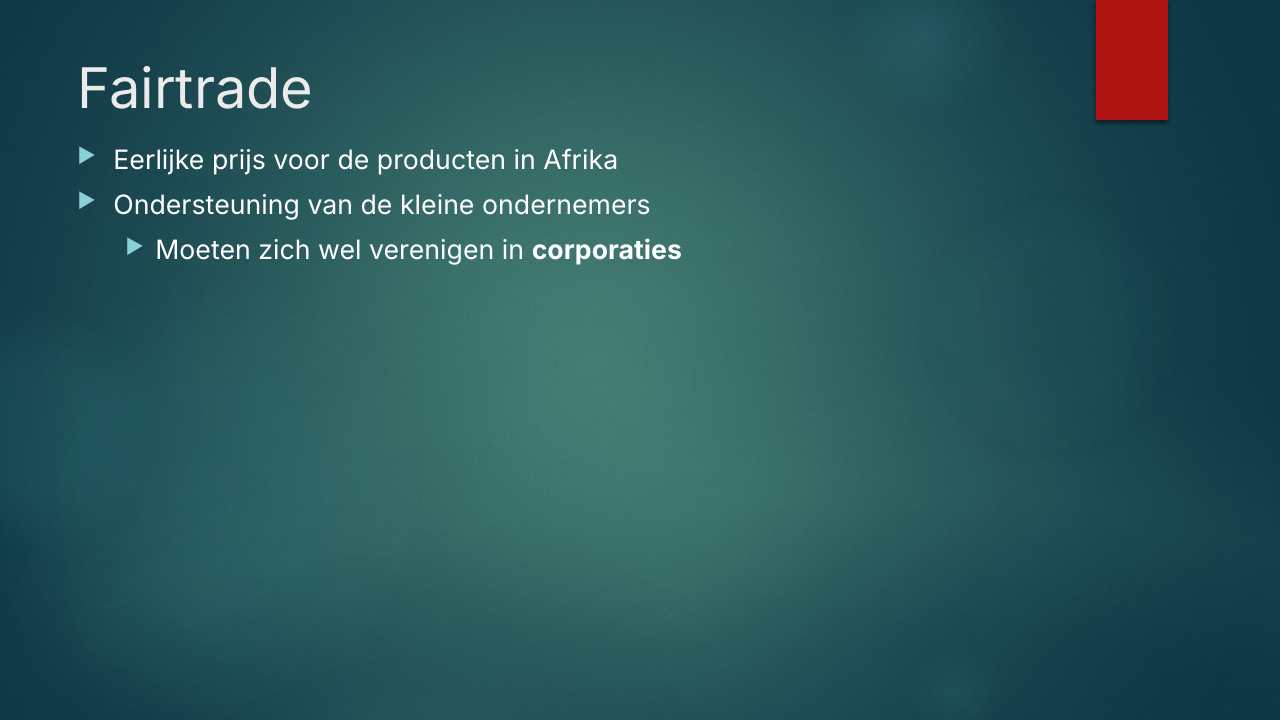 Fairtrade
Eerlijke prijs voor de producten in Afrika
Ondersteuning van de kleine ondernemers
Moeten zich wel verenigen in corporaties